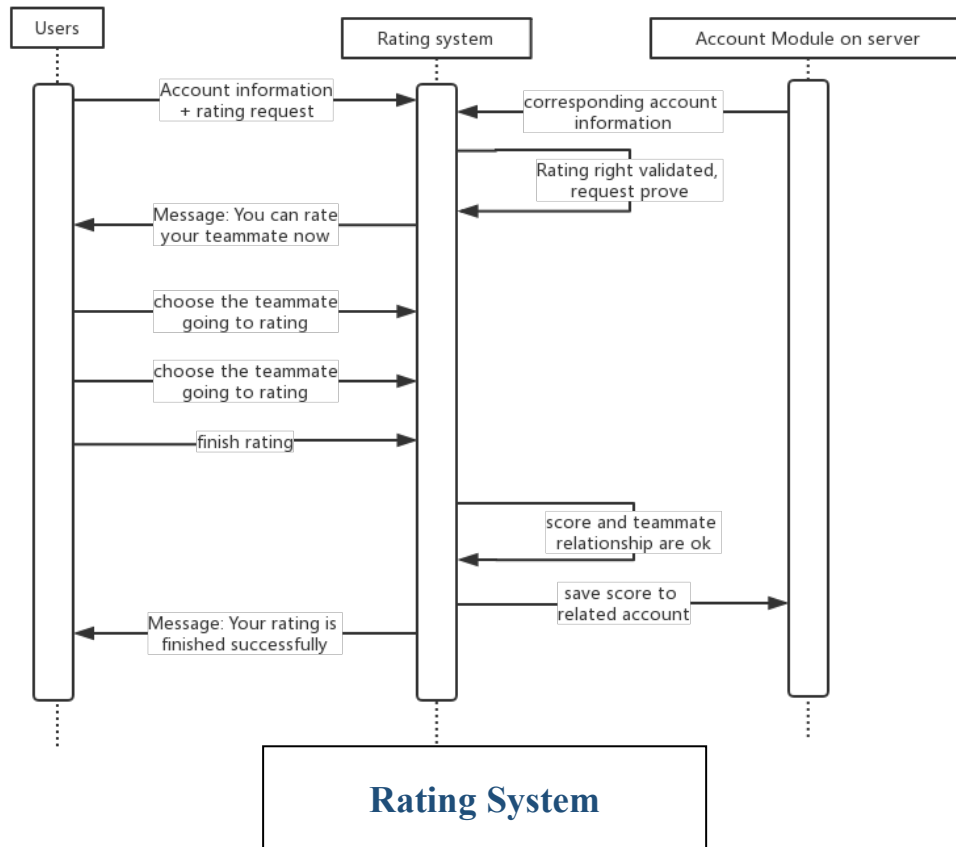 Users
Rating system
Account Module on server
Account information
+ rating request
corresponding account
information
Rating right validated,
request prove
Message: You can rate
your teammate now
choose the teammate
going to rating
choose the teammate
going to rating
finish rating
score and teammate
relationship are ok
save score to
related account
Message: Your rating is
finished successfully
Rating System